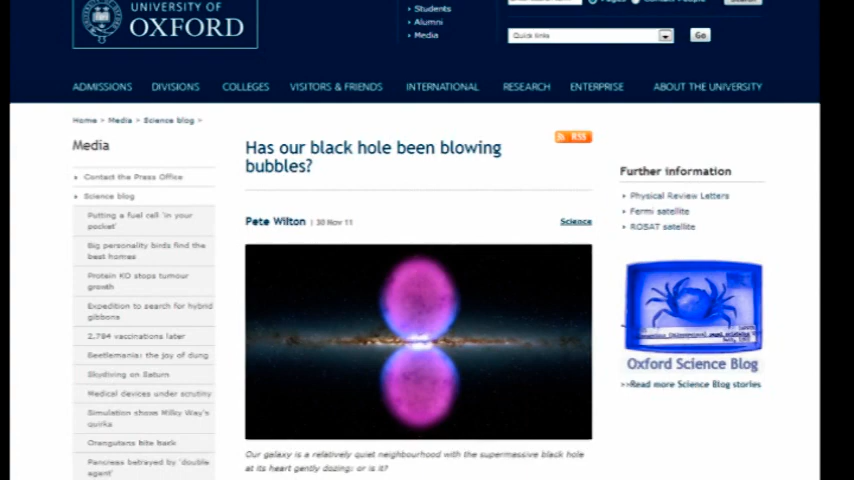 UNIVERSITY OF
OXFORD
Students
Alumni
Media
Quick links
Go
ADMISSIONS DIVISIONS COLLEGES VISITORS & FRIENDS INTERNATIONAL RESEARCH ENTERPRISE ABOUT THE UNIVERSITY
Home > Media > Science blog >
Media
Contact the Press Office
Science blog
Putting a fuel cell 'in your
pocket'
Big personality birds find the
best homes
Protein KO stops tumour
growth
Expedition to search for hybrid
gibbons
2,784 vaccinations later
Beetlemania: the joy of dung
Skydiving on Saturn
Medical devices under scrutiny
Simulation shows Milky Way's
quirks
Orangutans bite back
Pancreas betrayed by 'double
agent'
Has our black hole been blowing
bubbles?
RSS
Pete Wilton | 30 Nov 11
Science
Our galaxy is a relatively quiet neighbourhood with the supermassive black hole
at its heart gently dozing: or is it?
Further information
Physical Review Letters
Fermi satellite
ROSAT satellite
Oxford Science Blog
>>Read more Science Blog stories